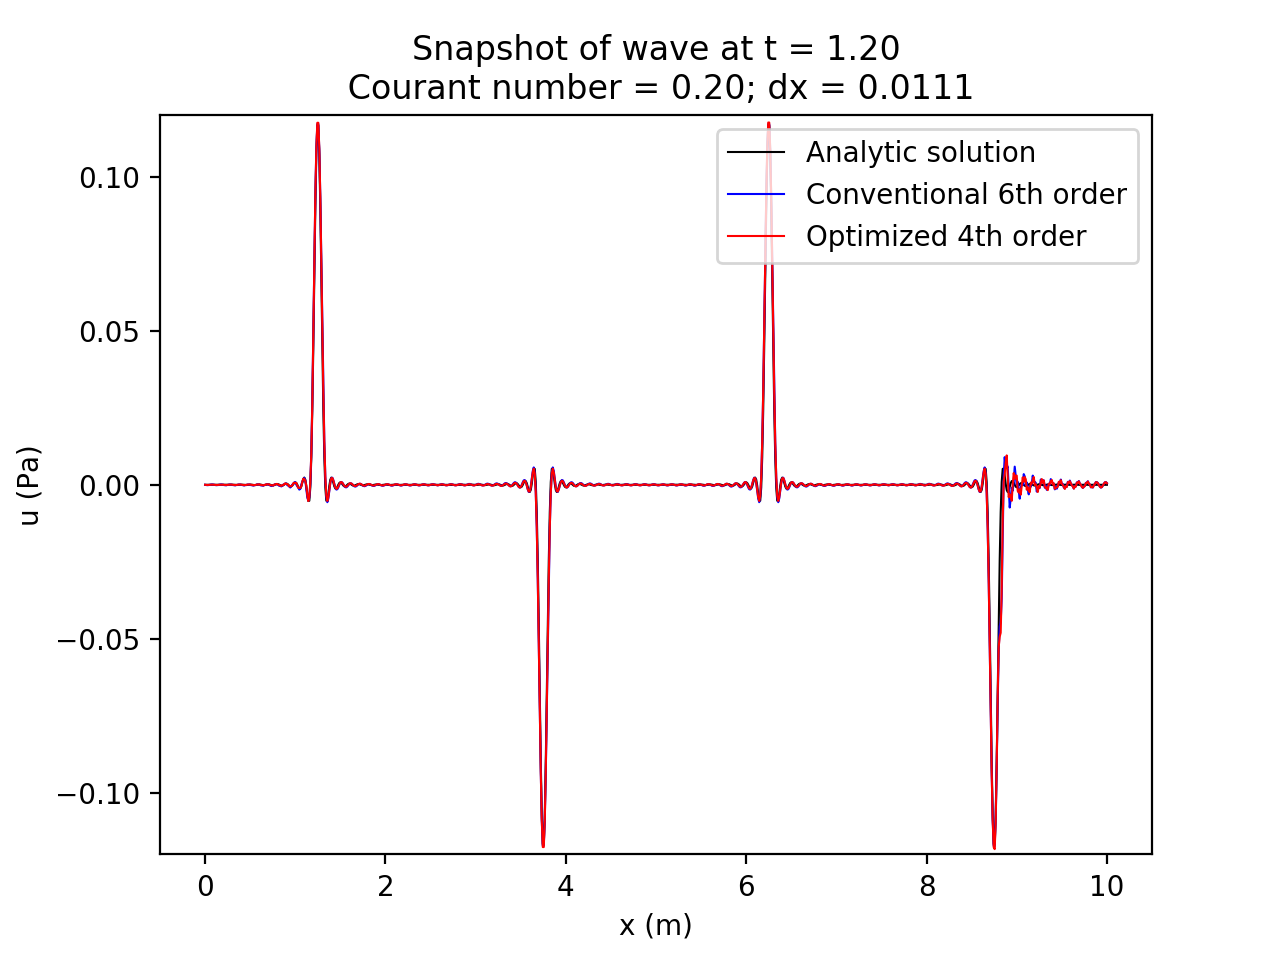 Snapshot of wave at t = 1.20
Courant number = 0.20; dx = 0.0111
Analytic solution
Conventional 6th order
Optimized 4th order
0.10
0.05
0.00
−0.05
−0.10
u (Pa)
0 2 4 6 8 10
x (m)